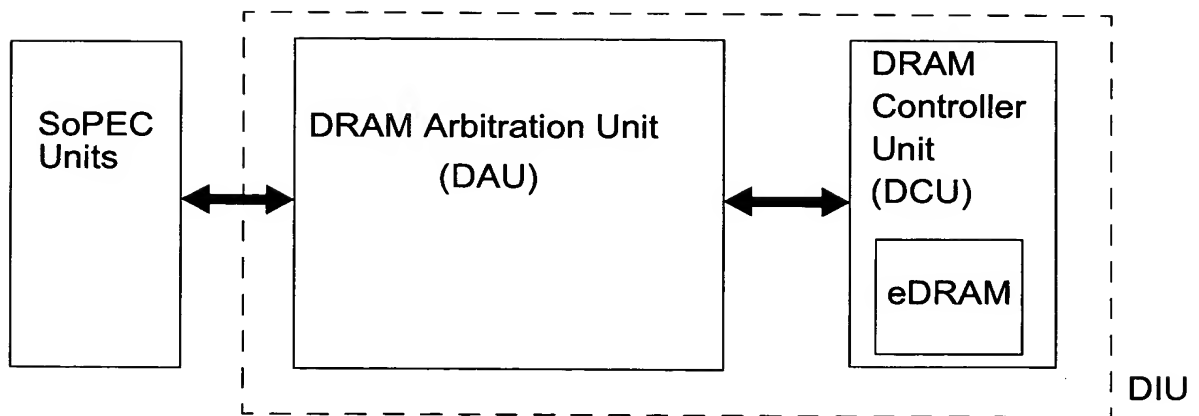 SoPEC
Units
DRAM Arbitration Unit
(DAU)
DRAM
Controller
Unit
(DCU)
eDRAM
DIU